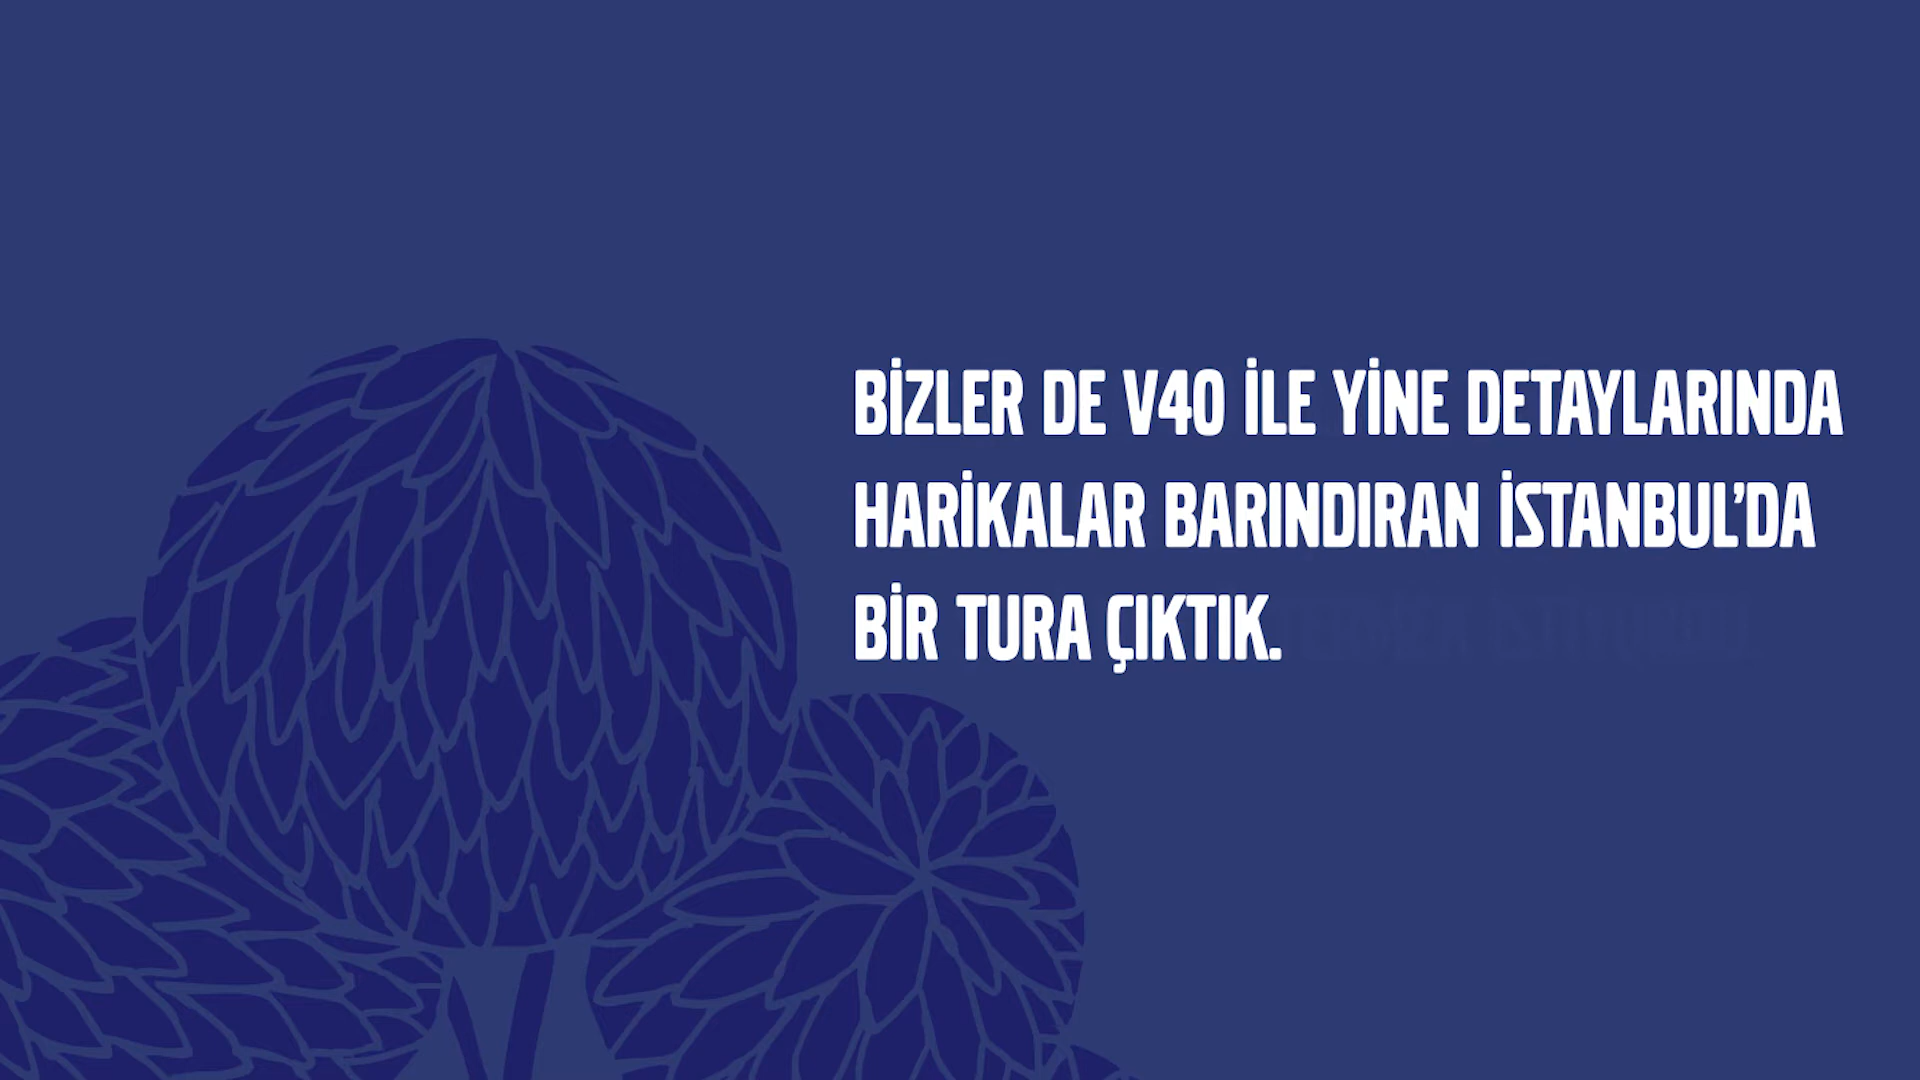 BİZLER DE V40 İLE YİNE DETAYLARINDA
HARİKALAR BARINDIRAN İSTANBUL'DA
BİR TURA ÇIKTIK.